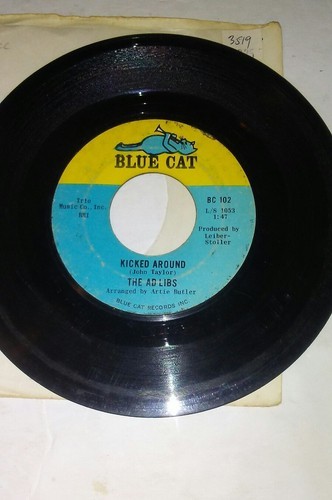 3519
BLUE CAT
Trio
Music Co., Inc.
BMI
BC 102
L/S 1053
1:47
Produced by
Leiber-
Stoller
KICKED AROUND
(John Taylor)
THE AD LIBS
Arranged by Artie Butler
BLUE CAT RECORDS INC.